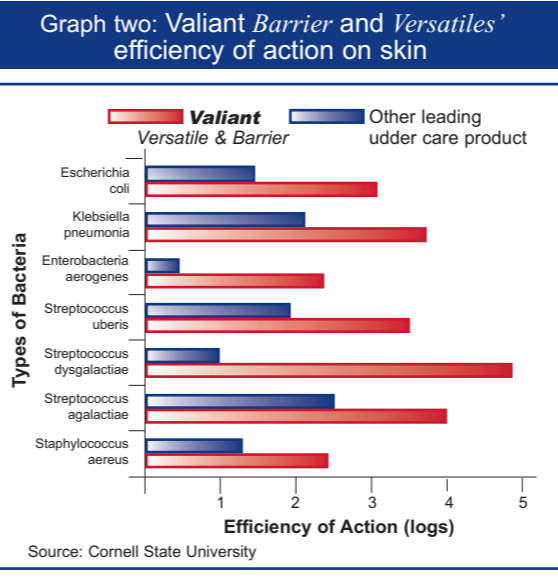 Graph two: Valiant Barrier and Versatiles’
efficiency of action on skin
Valiant
Versatile & Barrier
Other leading
udder care product
Types of Bacteria
Escherichia
coli
Klebsiella
pneumonia
Enterobacteria
aerogenes
Streptococcus
uberis
Streptococcus
dysgalactiae
Streptococcus
agalactiae
Staphylococcus
aereus
1 2 3 4 5
Efficiency of Action (logs)
Source: Cornell State University